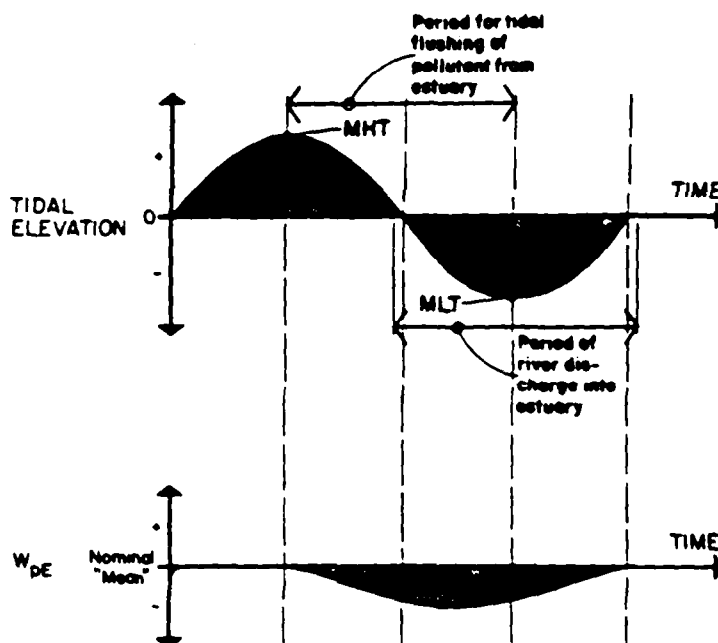 Period for tidal
flushing of
pollutant from
estuary
MHT
+
TIDAL
ELEVATION
0
TIME
-
MLT
Period of
river dis-
charge into
estuary
+
W_pE
Nominal
"Mean"
TIME
-